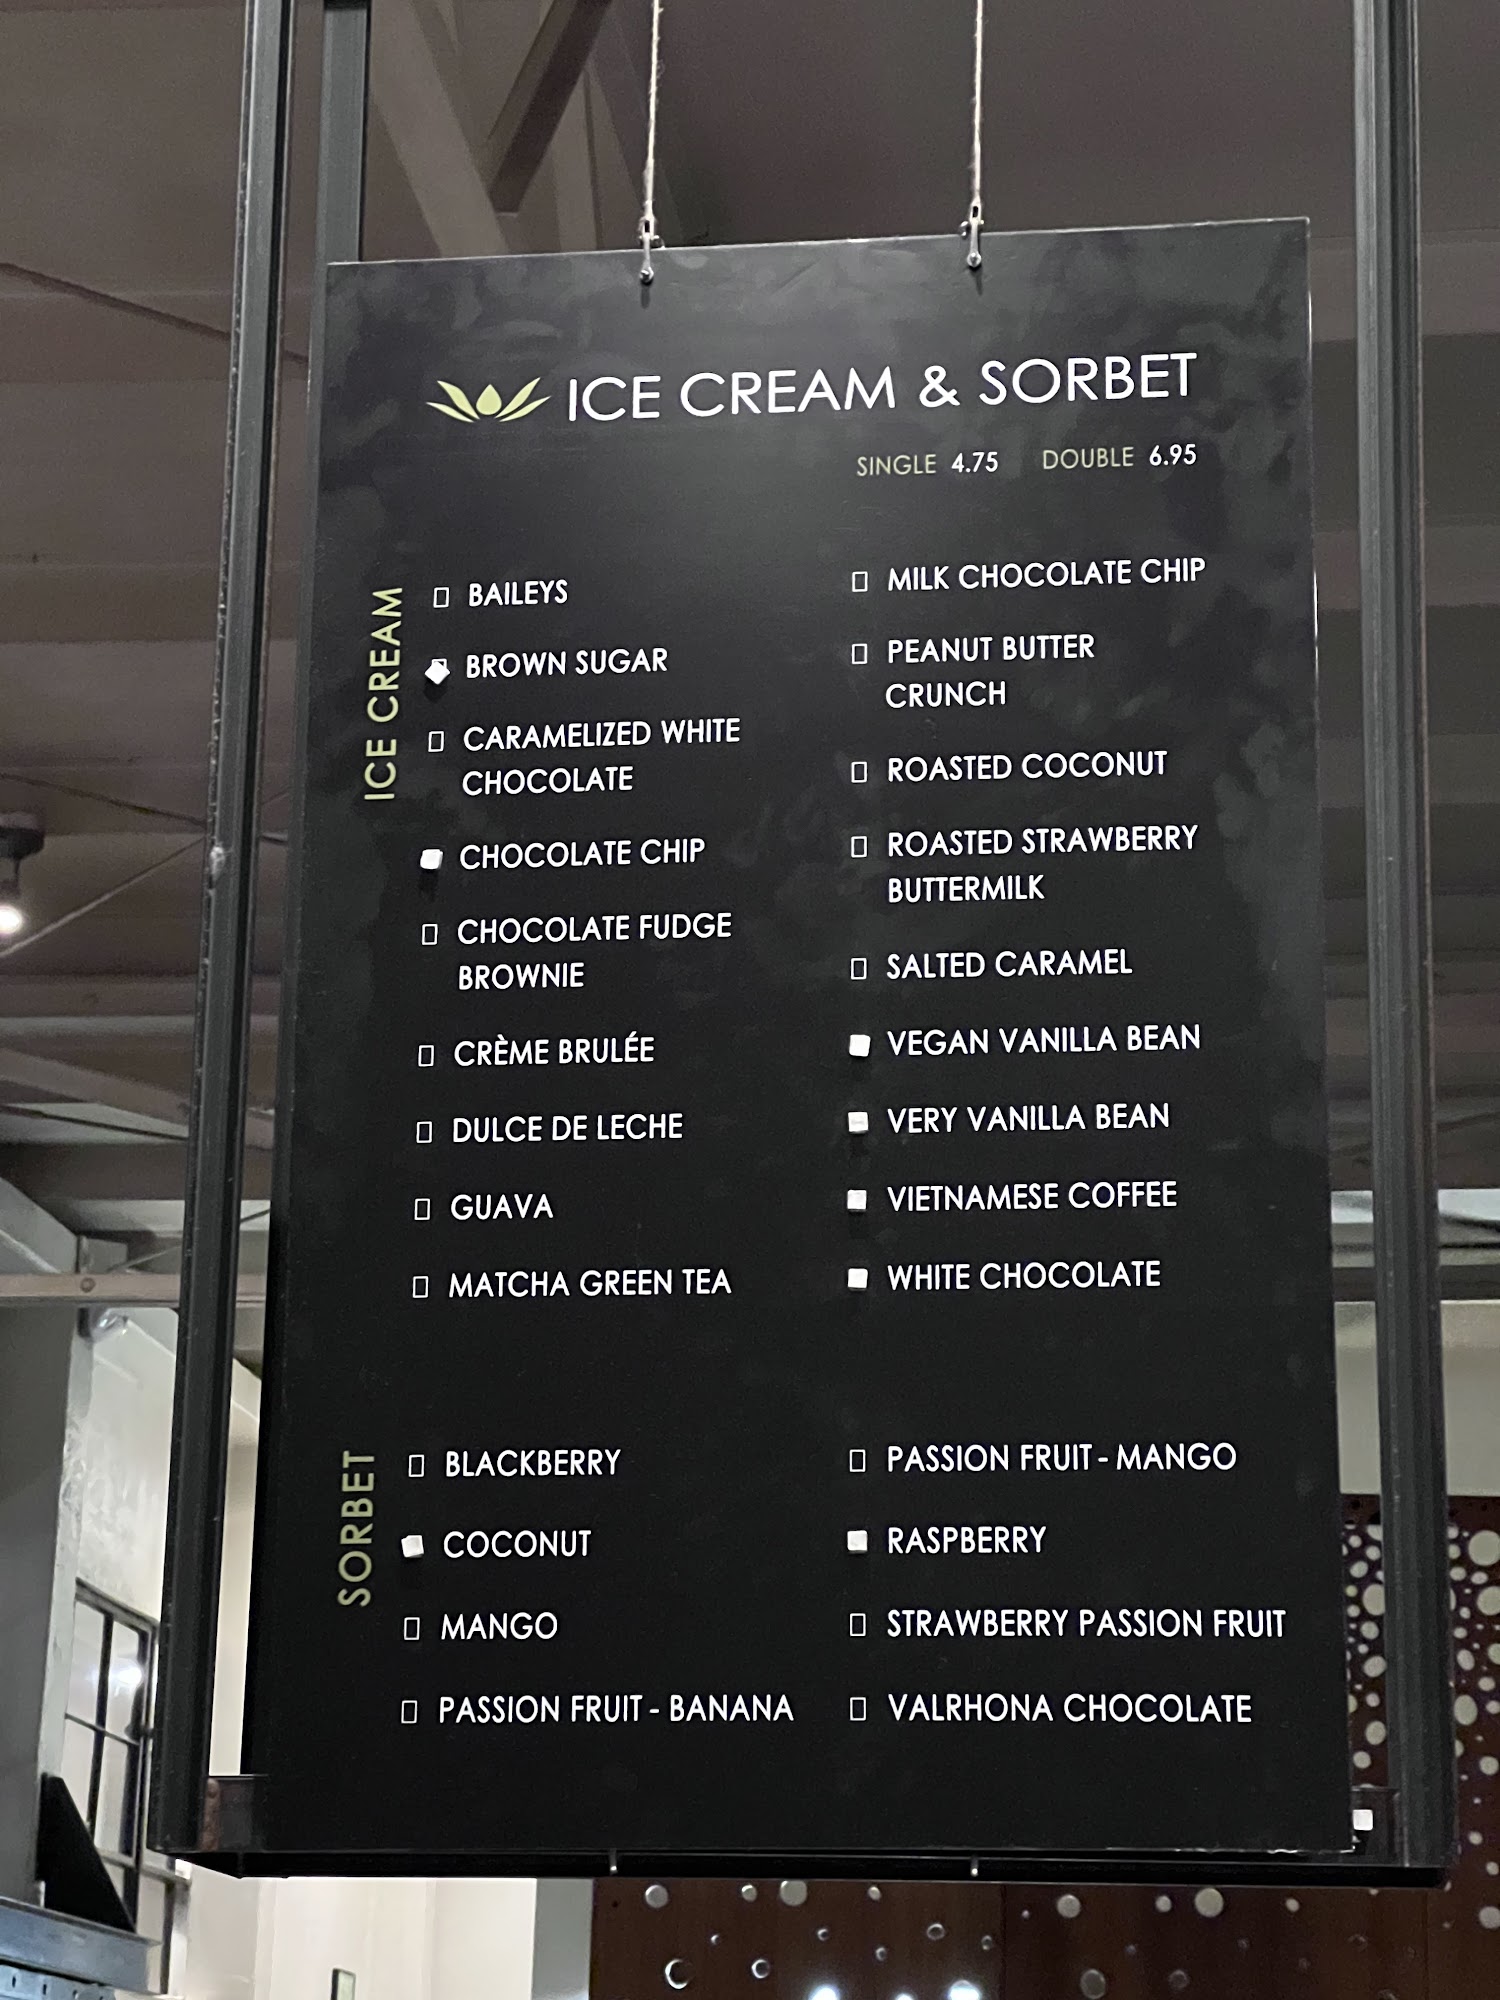 ICE CREAM & SORBET
SINGLE 4.75 DOUBLE 6.95
ICE CREAM
BAILEYS
BROWN SUGAR
CARAMELIZED WHITE
CHOCOLATE
CHOCOLATE CHIP
CHOCOLATE FUDGE
BROWNIE
CRÈME BRULÉE
DULCE DE LECHE
GUAVA
MATCHA GREEN TEA
MILK CHOCOLATE CHIP
PEANUT BUTTER
CRUNCH
ROASTED COCONUT
ROASTED STRAWBERRY
BUTTERMILK
SALTED CARAMEL
VEGAN VANILLA BEAN
VERY VANILLA BEAN
VIETNAMESE COFFEE
WHITE CHOCOLATE
SORBET
BLACKBERRY
COCONUT
MANGO
PASSION FRUIT - BANANA
PASSION FRUIT - MANGO
RASPBERRY
STRAWBERRY PASSION FRUIT
VALRHONA CHOCOLATE